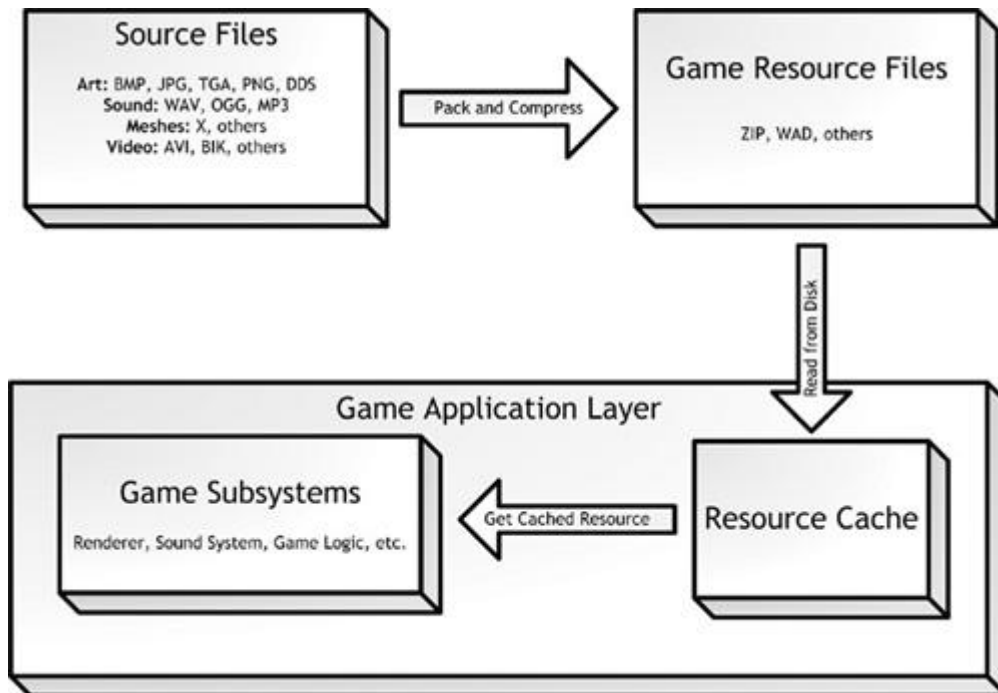 Source Files
Art: BMP, JPG, TGA, PNG, DDS
Sound: WAV, OGG, MP3
Meshes: X, others
Video: AVI, BIK, others
Pack and Compress
Game Resource Files
ZIP, WAD, others
Read from Disk
Game Application Layer
Game Subsystems
Renderer, Sound System, Game Logic, etc.
Get Cached Resource
Resource Cache